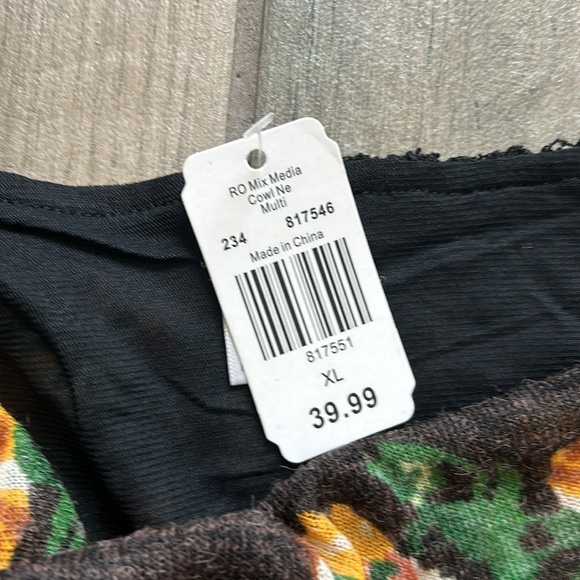 RO Mix Media
Cowl Ne
Multi
234 817546
Made in China
817551
XL
39.99